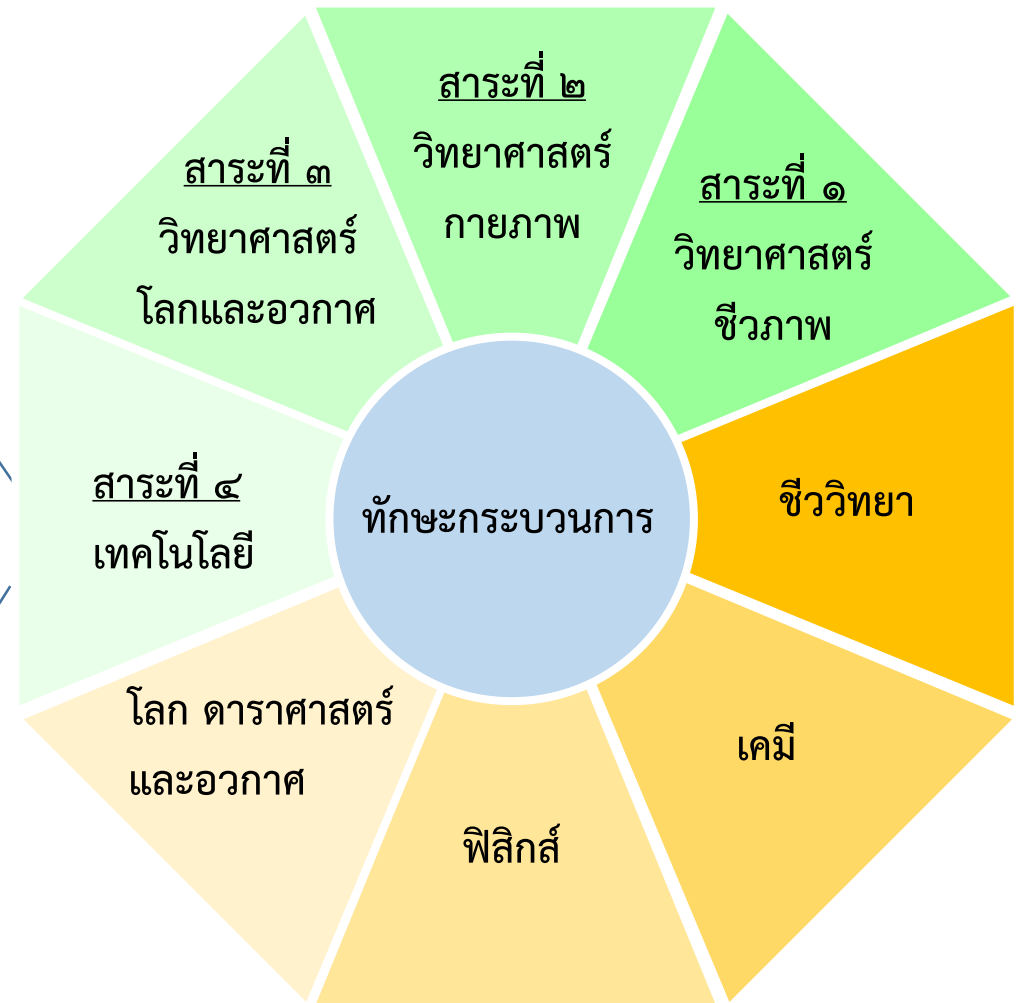 สาระที่ ๒
วิทยาศาสตร์
กายภาพ
สาระที่ ๑
วิทยาศาสตร์
ชีวภาพ
สาระที่ ๓
วิทยาศาสตร์
โลกและอวกาศ
สาระที่ ๔
เทคโนโลยี
ทักษะกระบวนการ
ชีววิทยา
โลก ดาราศาสตร์
และอวกาศ
เคมี
ฟิสิกส์